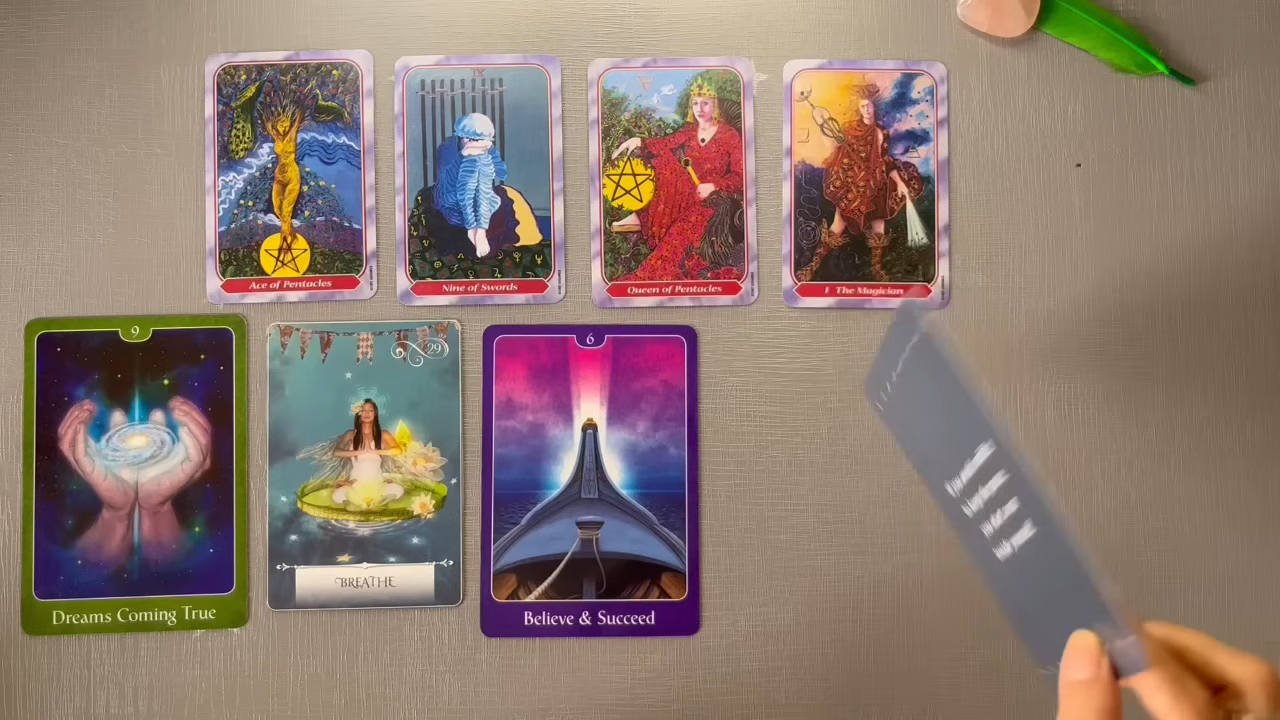 Ace of Pentacles
IX
Nine of Swords
Queen of Pentacles
I The Magician
9
Dreams Coming True
29
BREATHE
6
Believe & Succeed